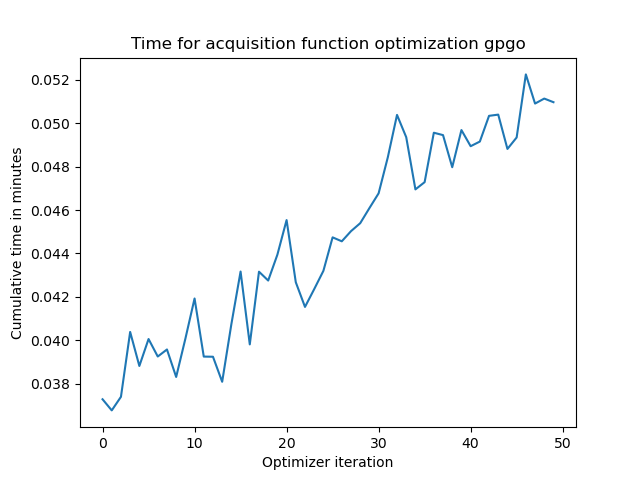 Time for acquisition function optimization gpgo
0.052
0.050
0.048
0.046
0.044
0.042
0.040
0.038
Cumulative time in minutes
0 10 20 30 40 50
Optimizer iteration